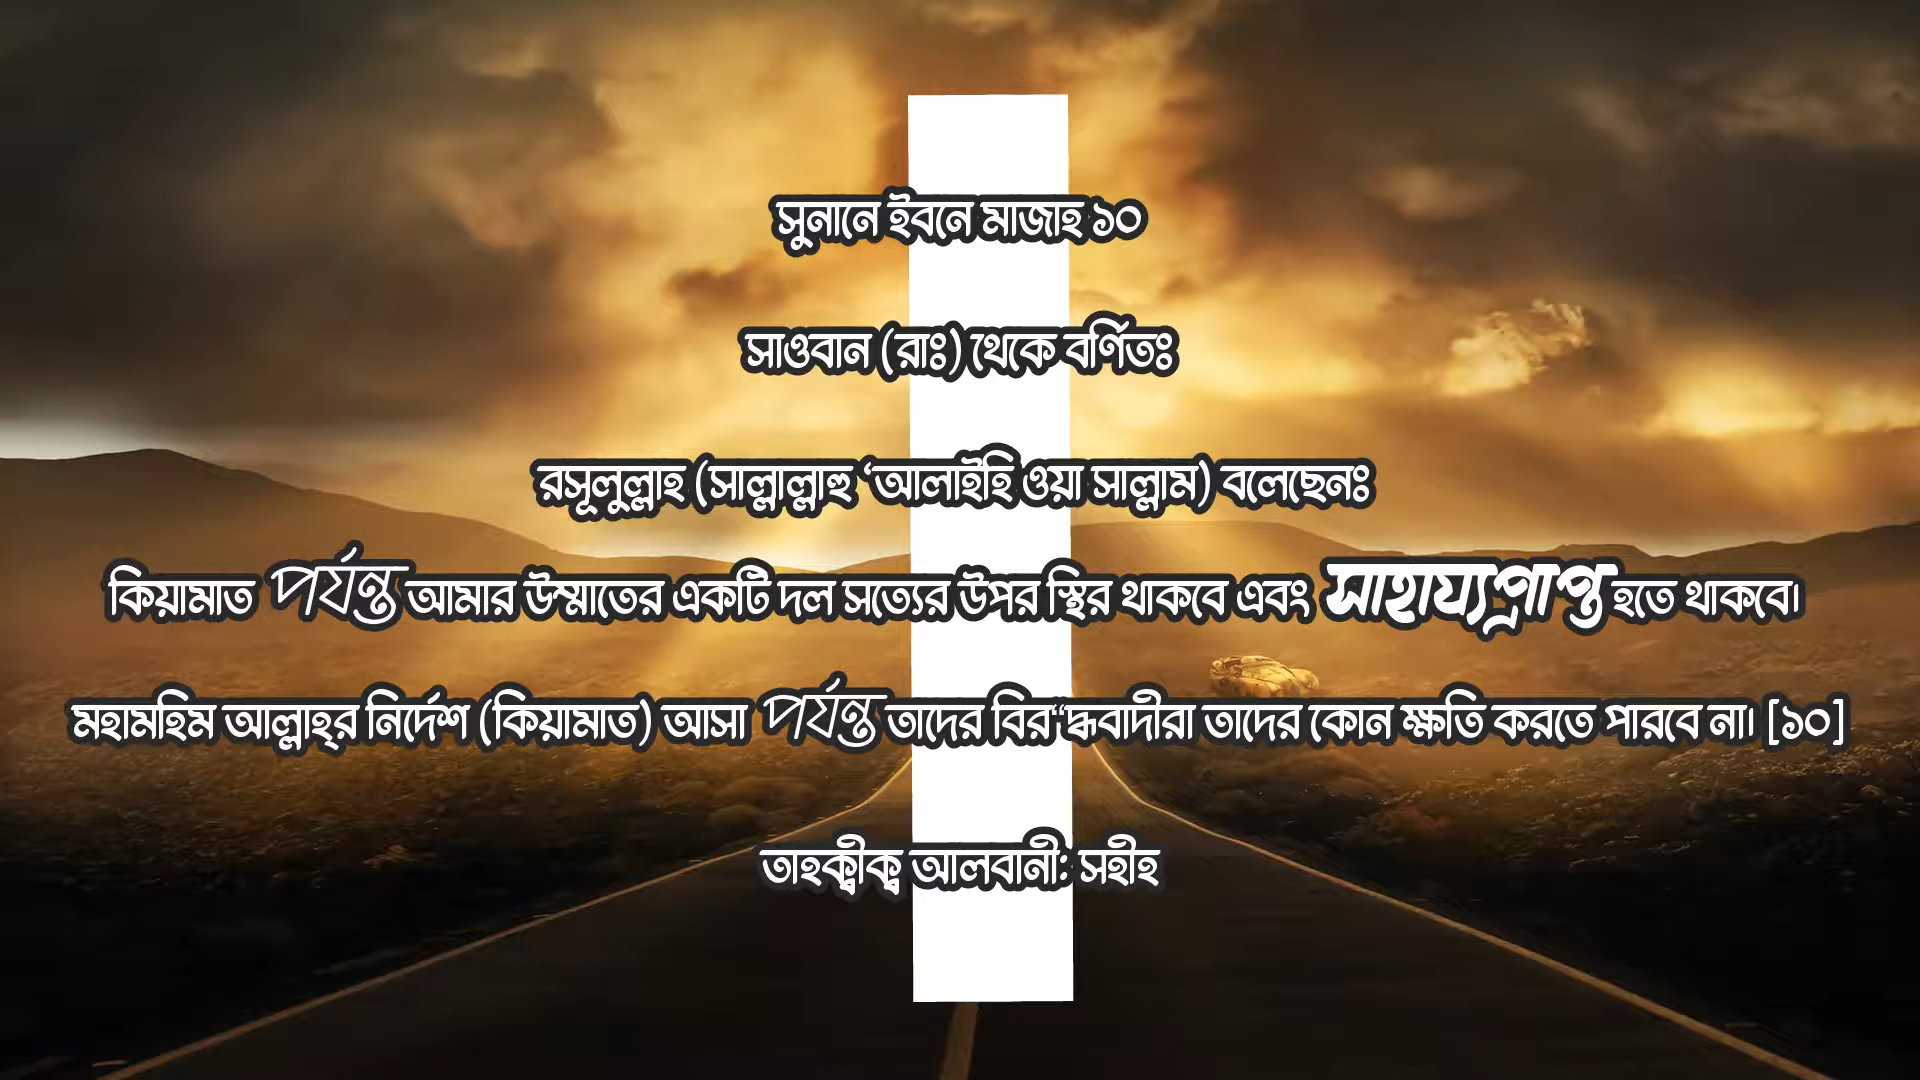 সুনানে ইবনে মাজাহ ১০
সাওবান (রাঃ) থেকে বর্ণিতঃ
রসূলুল্লাহ (সাল্লাল্লাহু ‘আলাইহি ওয়া সাল্লাম) বলেছেনঃ
কিয়ামাত পর্যন্ত আমার উম্মাতের একটি দল সত্যের উপর স্থির থাকবে এবং সাহায্যপ্রাপ্ত হতে থাকবে।
মহামহিম আল্লাহ্‌র নির্দেশ (কিয়ামাত) আসা পর্যন্ত তাদের বির“দ্ধবাদীরা তাদের কোন ক্ষতি করতে পারবে না। [১০]
তাহক্বীক্ব আলবানী: সহীহ